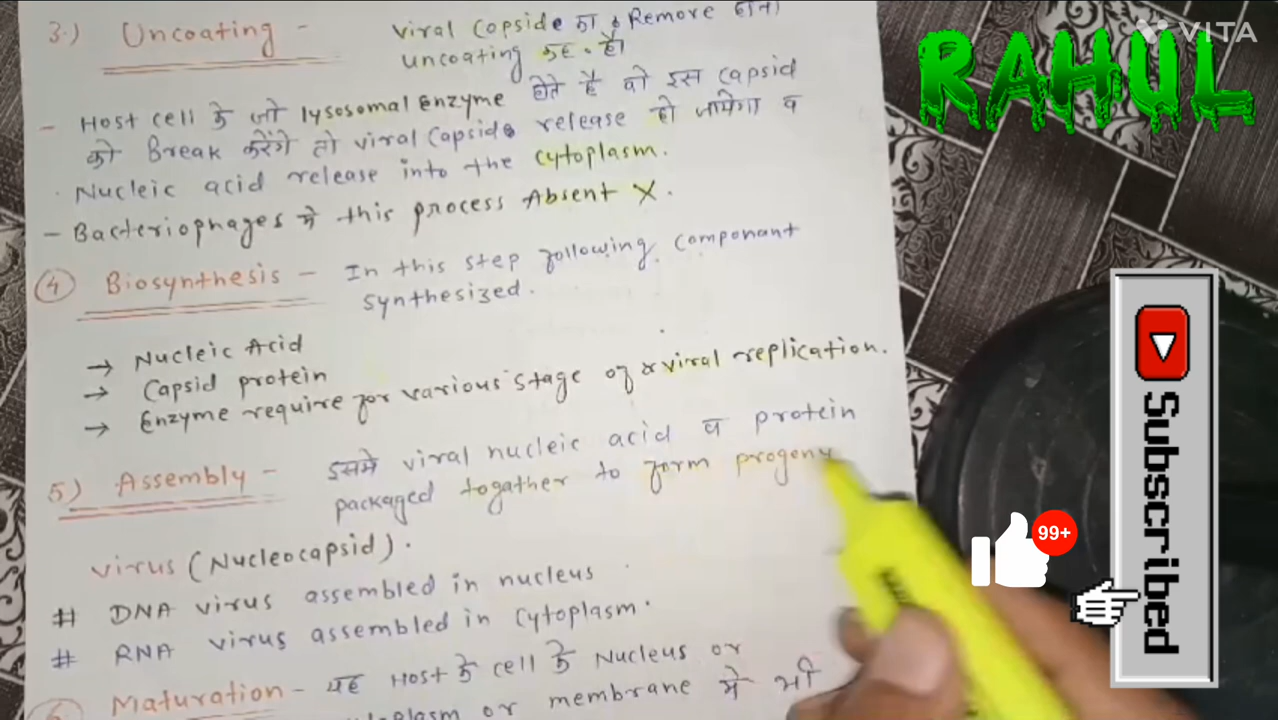 3.) Uncoating - viral Capside का Remore होना
uncoating कह. है।
- Host cell के जो lysosomal Enzyme होते है वो इस Capsid
को Break करेंगे तो viral Capside release हो जायेगा व
. Nucleic acid release into the cytoplasm.
- Bacteriophages मे this process Absent X.
4 Biosynthesis - In this step following componant
synthesized.
→ Nucleic Acid
→ Capsid protein
→ Enzyme require for various stage of viral replication.
5) Assembly - इसमे viral nucleic acid व protein
packaged togather to form progeny
virus (Nucleocapsid).
# DNA virus assembled in nucleus
# RNA virus assembled in Cytoplasm.
Maturation - यह Host के cell के Nucleus or
or membrane मे भी
RAHUL
VITA
Subscribed
99+